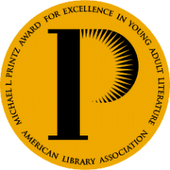 MICHAEL L. PRINTZ AWARD FOR EXCELLENCE IN YOUNG ADULT LITERATURE
P
AMERICAN LIBRARY ASSOCIATION